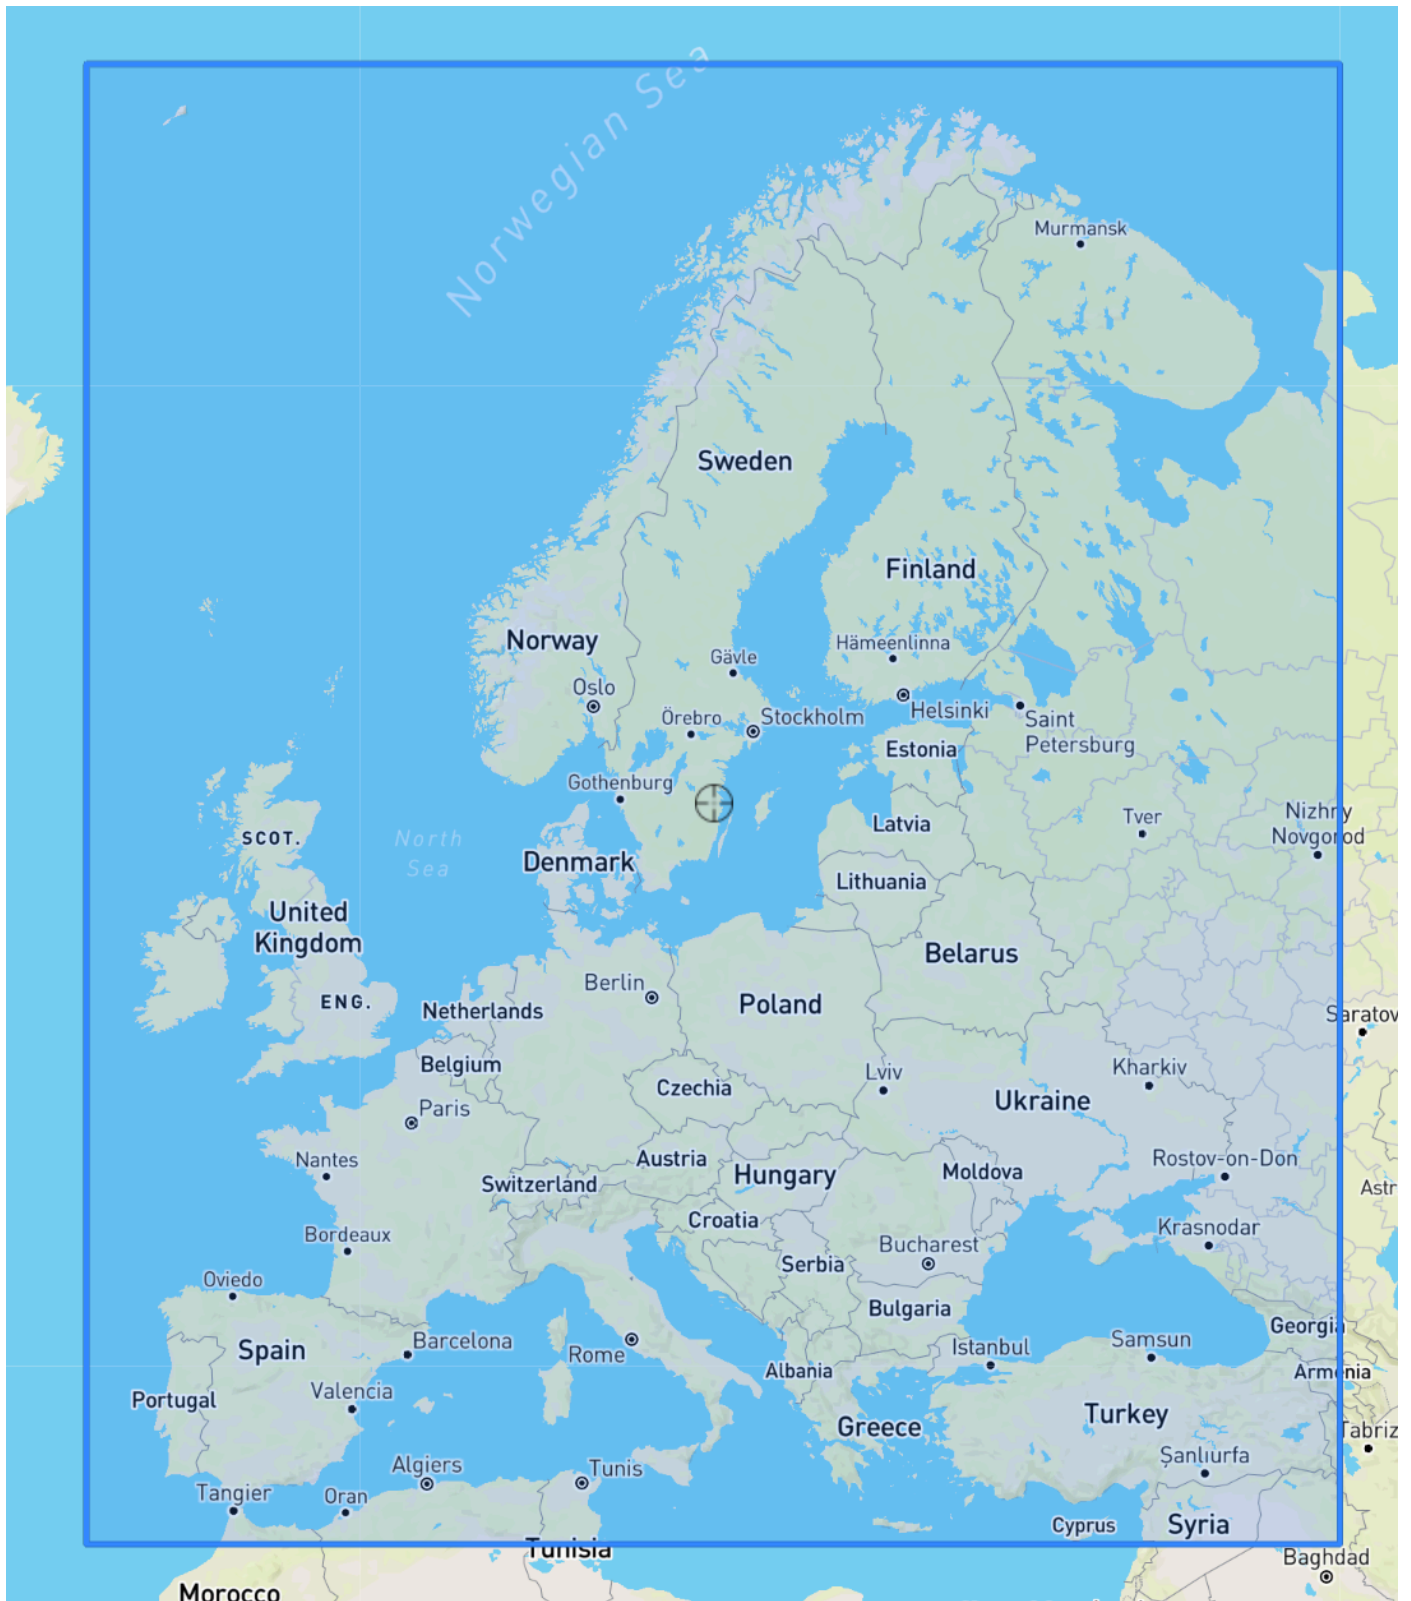 Norwegian Sea
Murmansk
Sweden
Finland
Norway
Hämeenlinna
Gävle
Oslo
Örebro
Stockholm
Helsinki
Saint
Petersburg
Estonia
Gothenburg
Nizhny
Novgorod
Tver
Latvia
SCOT.
North
Sea
Denmark
Lithuania
United
Kingdom
Belarus
Berlin
ENG.
Netherlands
Poland
Saratov
Belgium
Czechia
Lviv
Kharkiv
Ukraine
Paris
Nantes
Austria
Hungary
Moldova
Rostov-on-Don
Switzerland
Astr
Croatia
Krasnodar
Bordeaux
Bucharest
Serbia
Oviedo
Bulgaria
Georgia
Spain
Barcelona
Rome
Istanbul
Samsun
Albania
Armenia
Portugal
Valencia
Greece
Turkey
Tabriz
Şanlıurfa
Algiers
Tunis
Tangier
Oran
Cyprus
Syria
Tunisia
Baghdad
Morocco